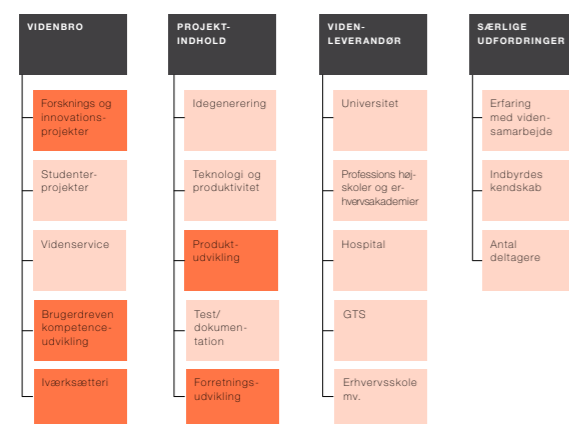 VIDENBRO
Forsknings og
innovations-
projekter
Studenter-
projekter
Videnservice
Brugerdreven
kompetence-
udvikling
Iværksætteri
PROJEKT-
INDHOLD
Idegenerering
Teknologi og
produktivitet
Produkt-
udvikling
Test/
dokumen-
tation
Forretnings-
udvikling
VIDEN-
LEVERANDØR
Universitet
Professions høj-
skoler og er-
hvervsakademier
Hospital
GTS
Erhvervsskole
mv.
SÆRLIGE
UDFORDRINGER
Erfaring
med viden-
samarbejde
Indbyrdes
kendskab
Antal
deltagere